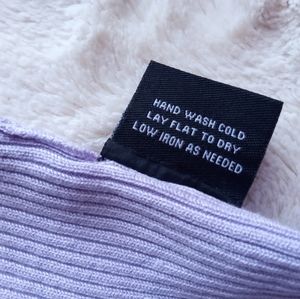 HAND WASH COLD
LAY FLAT TO DRY
LOW IRON AS NEEDED